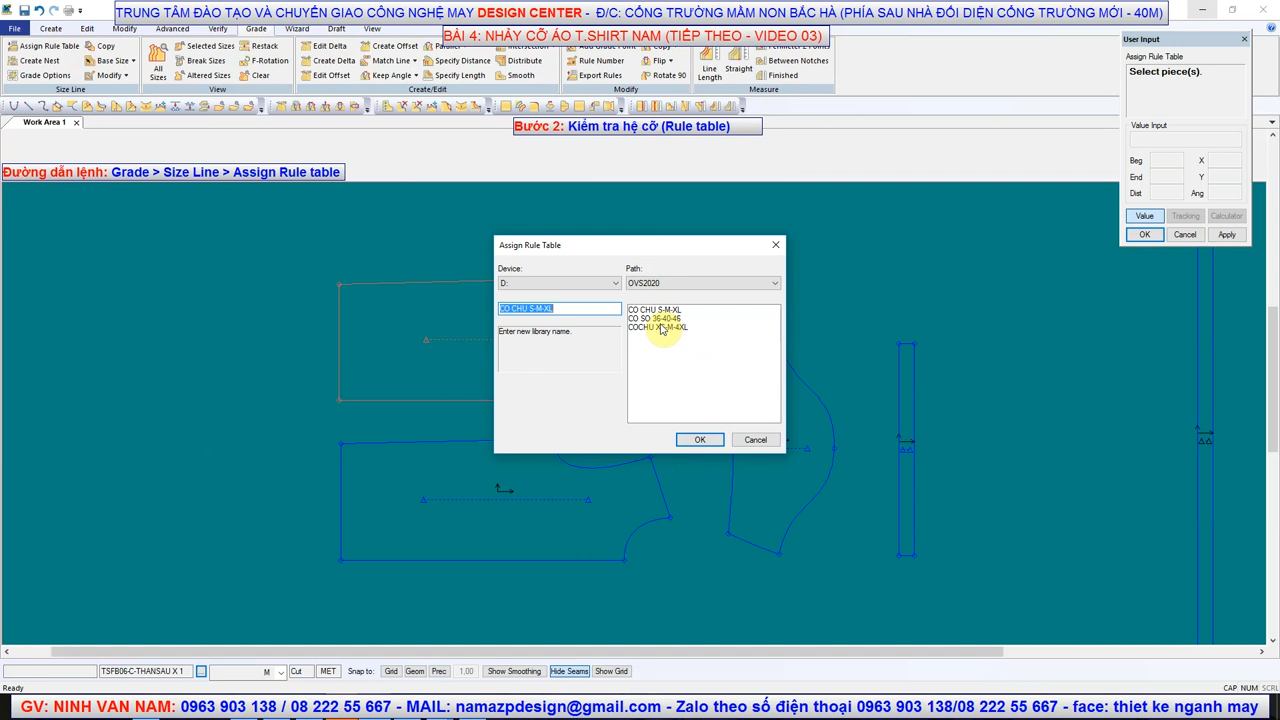 TRUNG TÂM ĐÀO TẠO VÀ CHUYỂN GIAO CÔNG NGHỆ MAY DESIGN CENTER - Đ/C: CỔNG TRƯỜNG MẦM NON BẮC HÀ (PHÍA SAU NHÀ ĐỐI DIỆN CỔNG TRƯỜNG MỚI - 40M)
File Create Edit Modify Advanced Verify Grade Wizard Draft View
BÀI 4: NHẢY CỠ ÁO T.SHIRT NAM (TIẾP THEO - VIDEO 03)
Assign Rule Table Copy Selected Sizes Restack Edit Delta Create Offset Flip
Create Nest Base Size Break Sizes F-Rotate Create Delta Match Line Specify Distance Distribute Rule Number Flip Between Notches
Grade Options Modify All Sizes Altered Sizes Clear Edit Offset Keep Angle Specify Length Smooth Export Rules Rotate 90 Line Length Straight Finished
Size Line View Create/Edit Modify Measure
Work Area 1
Bước 2: Kiểm tra hệ cỡ (Rule table)
Đường dẫn lệnh: Grade > Size Line > Assign Rule table
User Input
Assign Rule Table
Select piece(s).
Value Input
Beg X
End Y
Dist Ang
Value Tracking Calculator
OK Cancel Apply
Assign Rule Table
Device: Path:
D: OVS2020
CO CHU S-M-XL
Enter new library name.
CO CHU S-M-XL
CO SO 36-40-46
OK Cancel
TSFB06-C-THANSAU X 1 ... M Cut MET Snap to: Grid Geom Prec 1,00 Show Smoothing Hide Seams Show Grid
Ready CAP NUM SCRL
GV: NINH VAN NAM: 0963 903 138 / 08 222 55 667 - MAIL: namazpdesign@gmail.com - Zalo theo số điện thoại 0963 903 138/08 222 55 667 - face: thiet ke nganh may